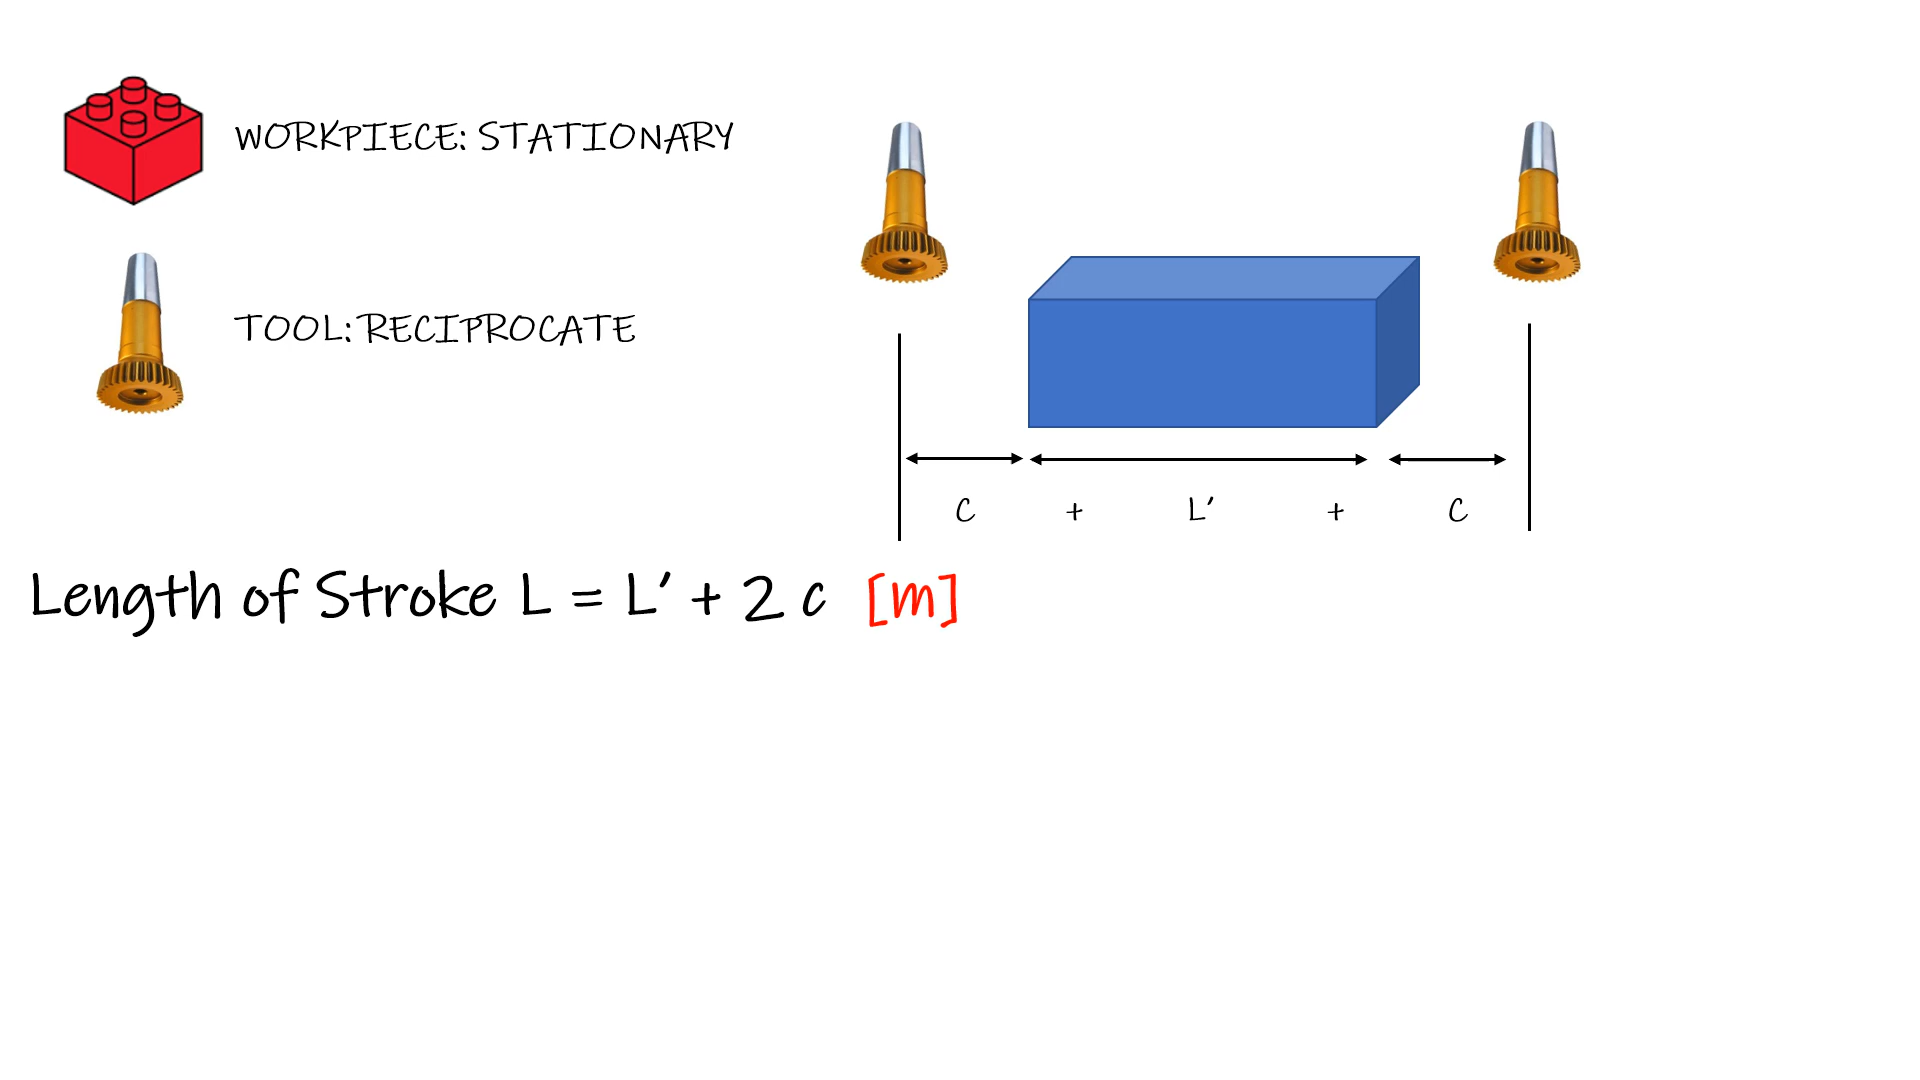 WORKPIECE: STATIONARY
TOOL: RECIPROCATE
C + L' + C
Length of Stroke L = L' + 2 c [m]